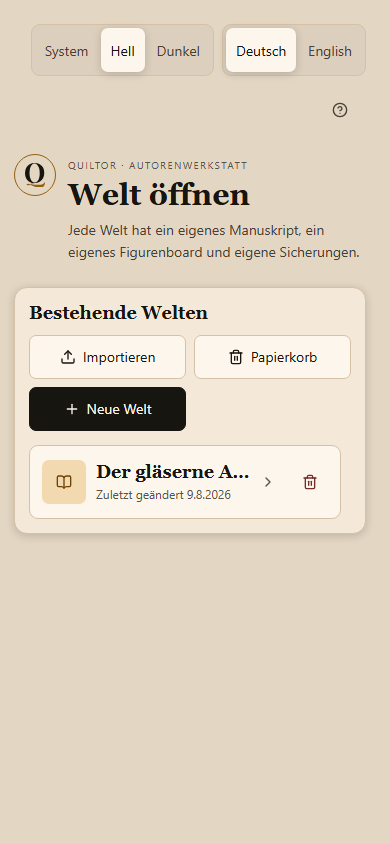 System Hell Dunkel Deutsch English
Q
QUILTOR · AUTORENWERKSTATT
Welt öffnen
Jede Welt hat ein eigenes Manuskript, ein
eigenes Figurenboard und eigene Sicherungen.
Bestehende Welten
Importieren Papierkorb
Neue Welt
Der gläserne A...
Zuletzt geändert 9.8.2026